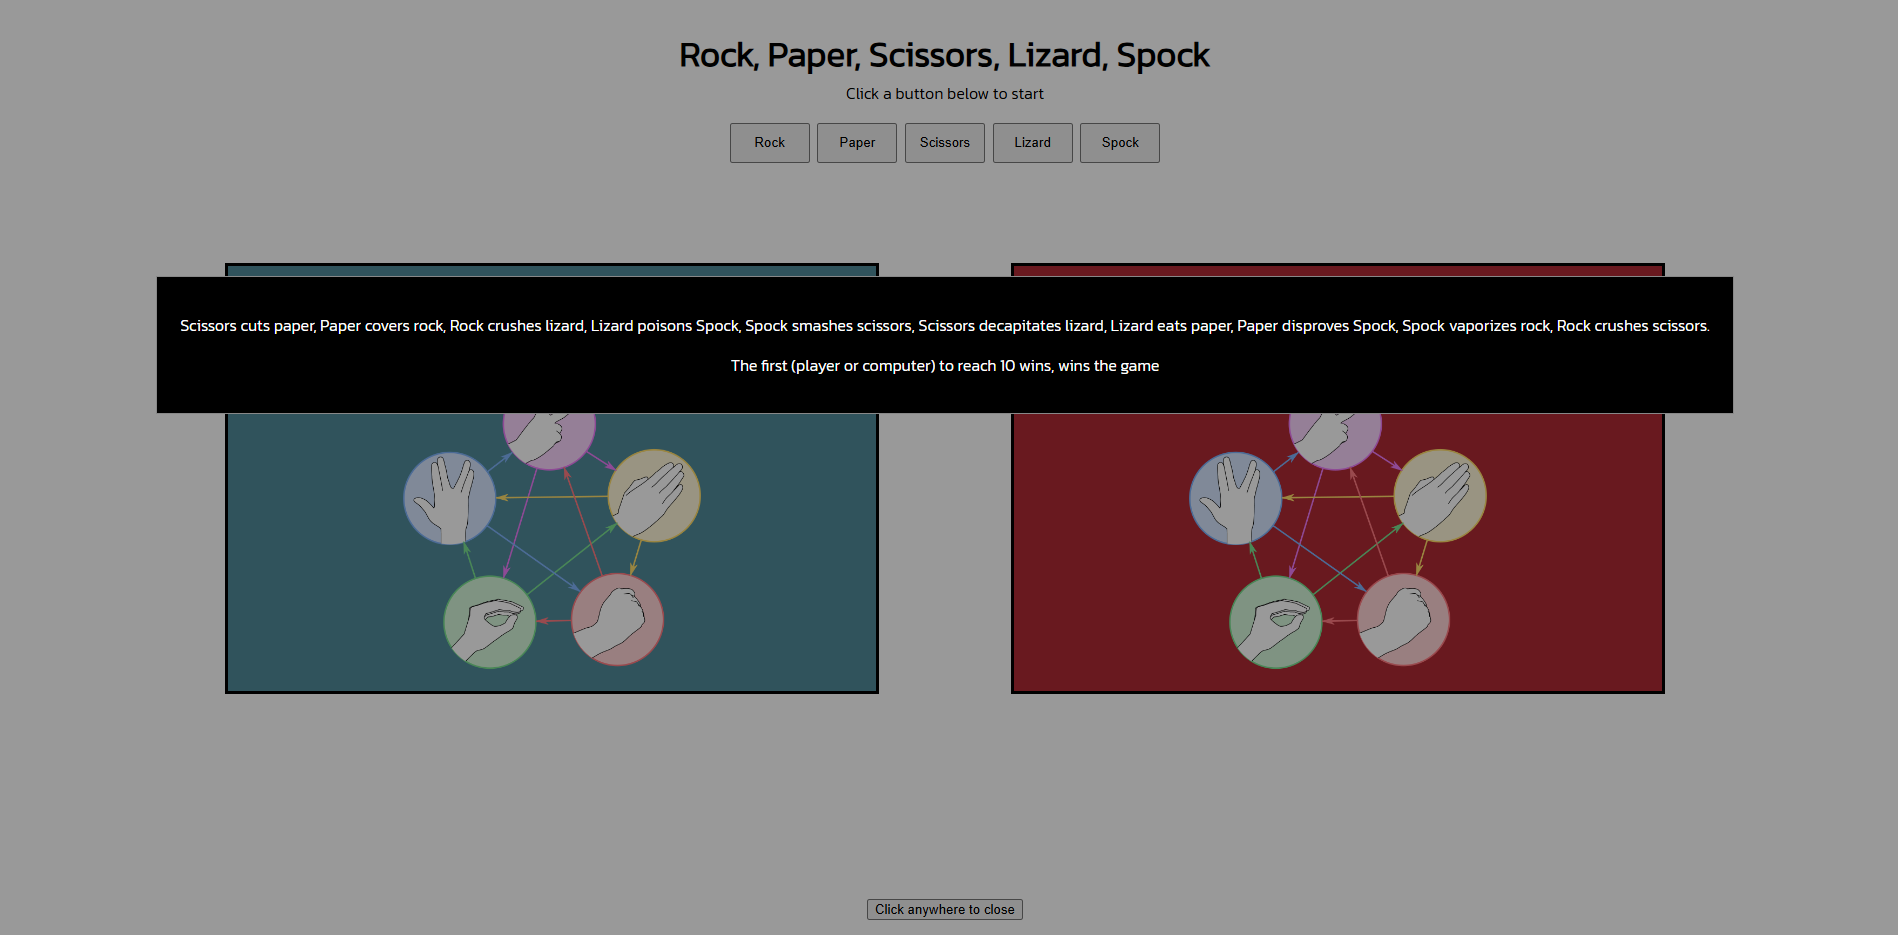 Rock, Paper, Scissors, Lizard, Spock
Click a button below to start
Rock
Paper
Scissors
Lizard
Spock
Scissors cuts paper, Paper covers rock, Rock crushes lizard, Lizard poisons Spock, Spock smashes scissors, Scissors decapitates lizard, Lizard eats paper, Paper disproves Spock, Spock vaporizes rock, Rock crushes scissors.
The first (player or computer) to reach 10 wins, wins the game
Click anywhere to close